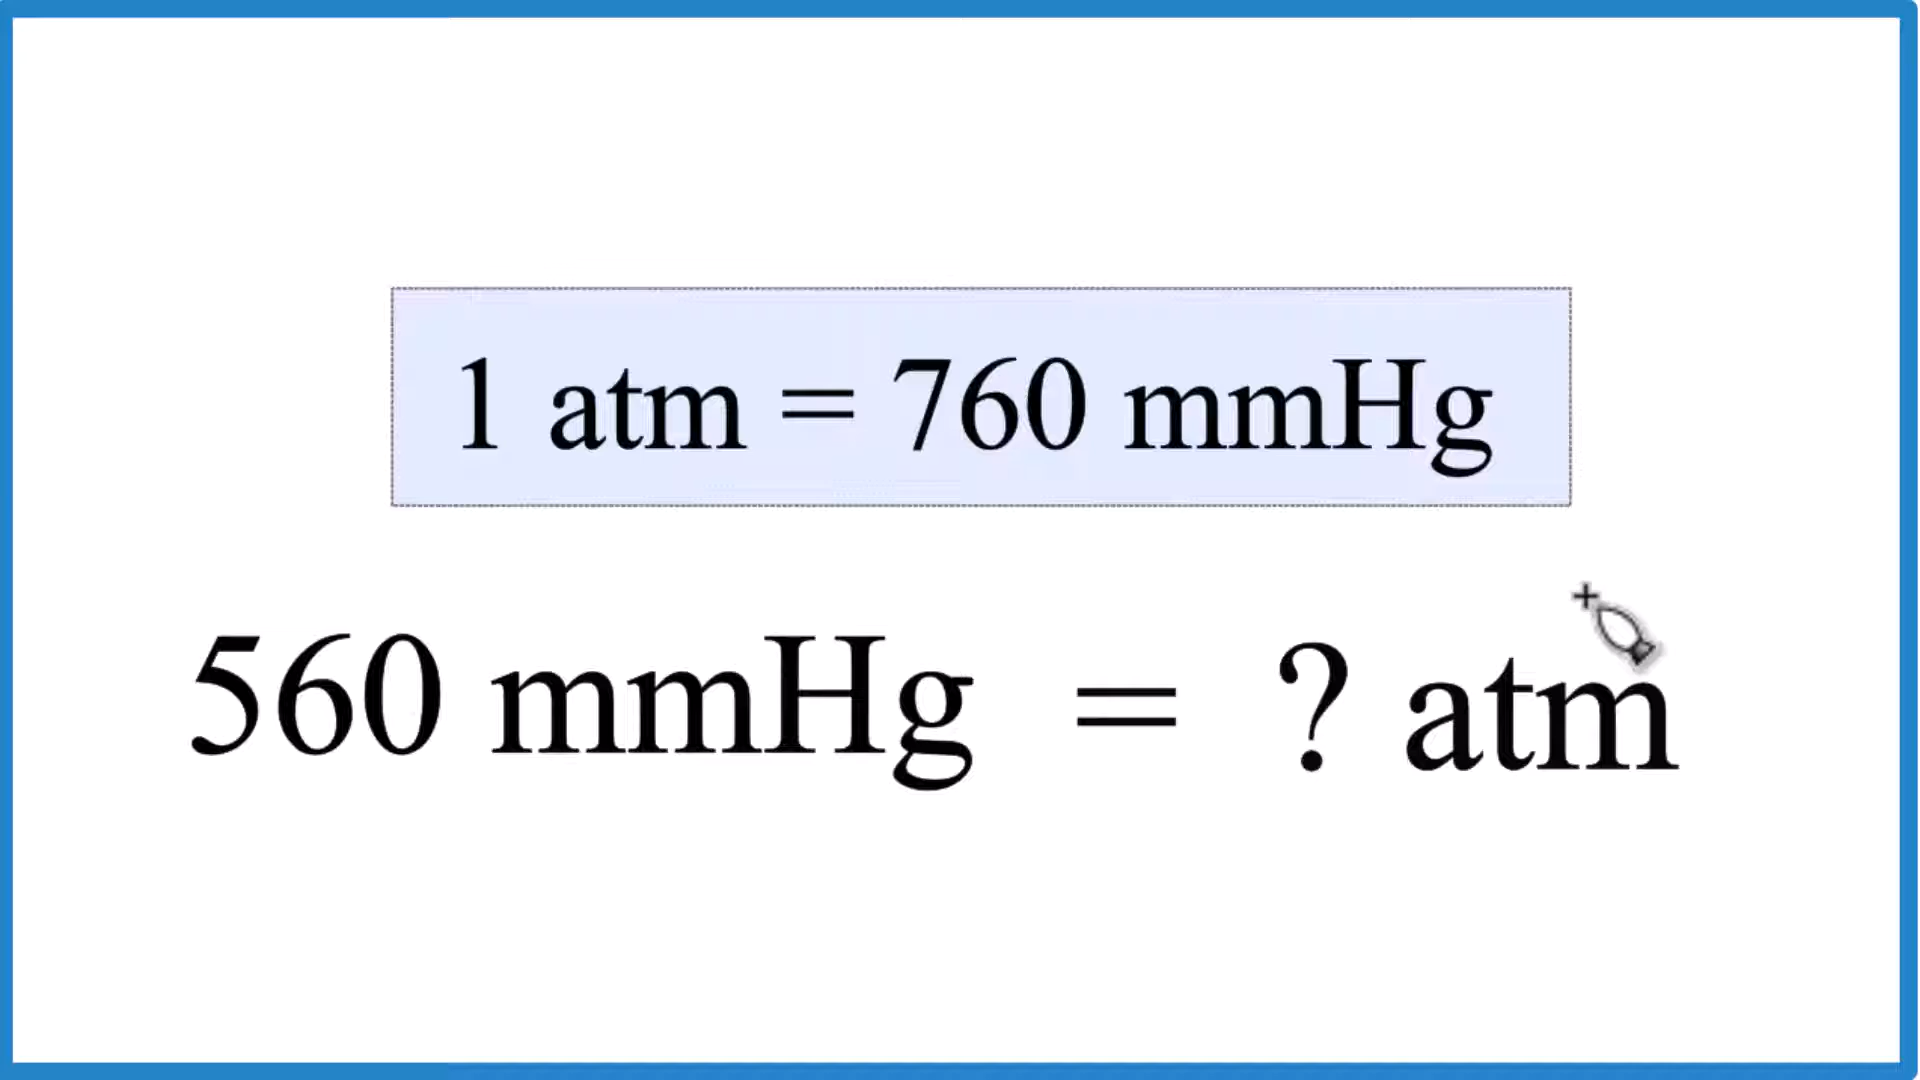 1 atm = 760 mmHg
560 mmHg = ? atm